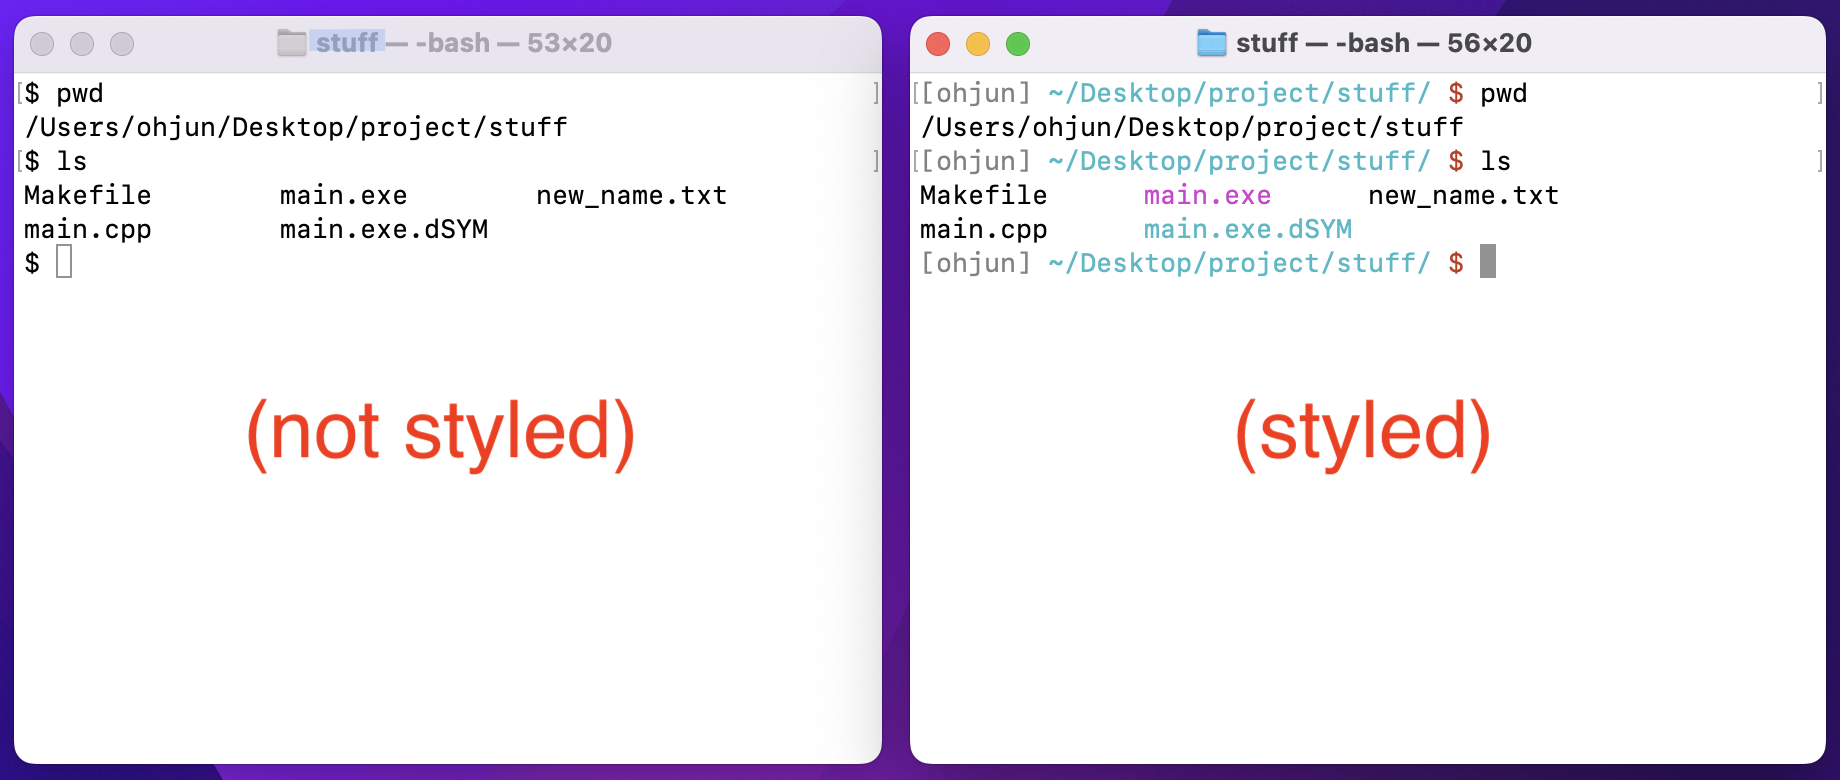 stuff — -bash — 53×20
[$ pwd ]
/Users/ohjun/Desktop/project/stuff
[$ ls ]
Makefile main.exe new_name.txt
main.cpp main.exe.dSYM
$
(not styled)
stuff — -bash — 56×20
[[ohjun] ~/Desktop/project/stuff/ $ pwd ]
/Users/ohjun/Desktop/project/stuff
[[ohjun] ~/Desktop/project/stuff/ $ ls ]
Makefile main.exe new_name.txt
main.cpp main.exe.dSYM
[ohjun] ~/Desktop/project/stuff/ $
(styled)